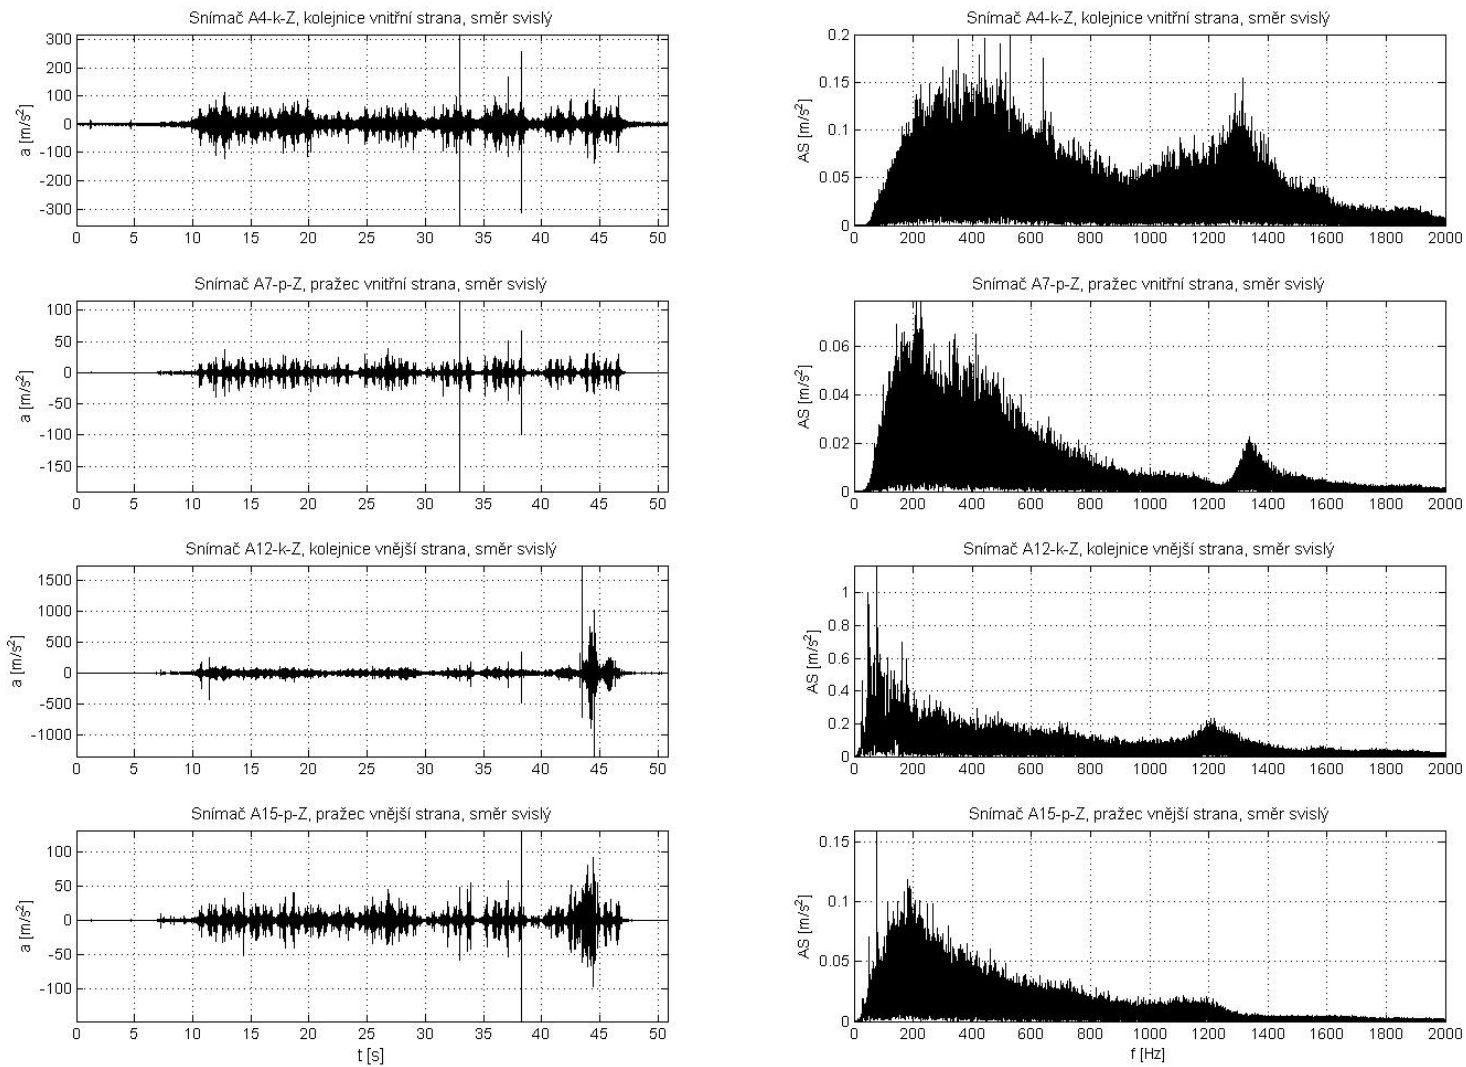 Snímač A4-k-Z, kolejnice vnitřní strana, směr svislý
300
200
100
0
-100
-200
-300
a [m/s²]
0 5 10 15 20 25 30 35 40 45 50
Snímač A4-k-Z, kolejnice vnitřní strana, směr svislý
0.2
0.15
0.1
0.05
0
AS [m/s²]
0 200 400 600 800 1000 1200 1400 1600 1800 2000
Snímač A7-p-Z, pražec vnitřní strana, směr svislý
100
50
0
-50
-100
-150
a [m/s²]
0 5 10 15 20 25 30 35 40 45 50
Snímač A7-p-Z, pražec vnitřní strana, směr svislý
0.06
0.04
0.02
0
AS [m/s²]
0 200 400 600 800 1000 1200 1400 1600 1800 2000
Snímač A12-k-Z, kolejnice vnější strana, směr svislý
1500
1000
500
0
-500
-1000
a [m/s²]
0 5 10 15 20 25 30 35 40 45 50
Snímač A12-k-Z, kolejnice vnější strana, směr svislý
1
0.8
0.6
0.4
0.2
0
AS [m/s²]
0 200 400 600 800 1000 1200 1400 1600 1800 2000
Snímač A15-p-Z, pražec vnější strana, směr svislý
100
50
0
-50
-100
a [m/s²]
0 5 10 15 20 25 30 35 40 45 50
t [s]
Snímač A15-p-Z, pražec vnější strana, směr svislý
0.15
0.1
0.05
0
AS [m/s²]
0 200 400 600 800 1000 1200 1400 1600 1800 2000
f [Hz]